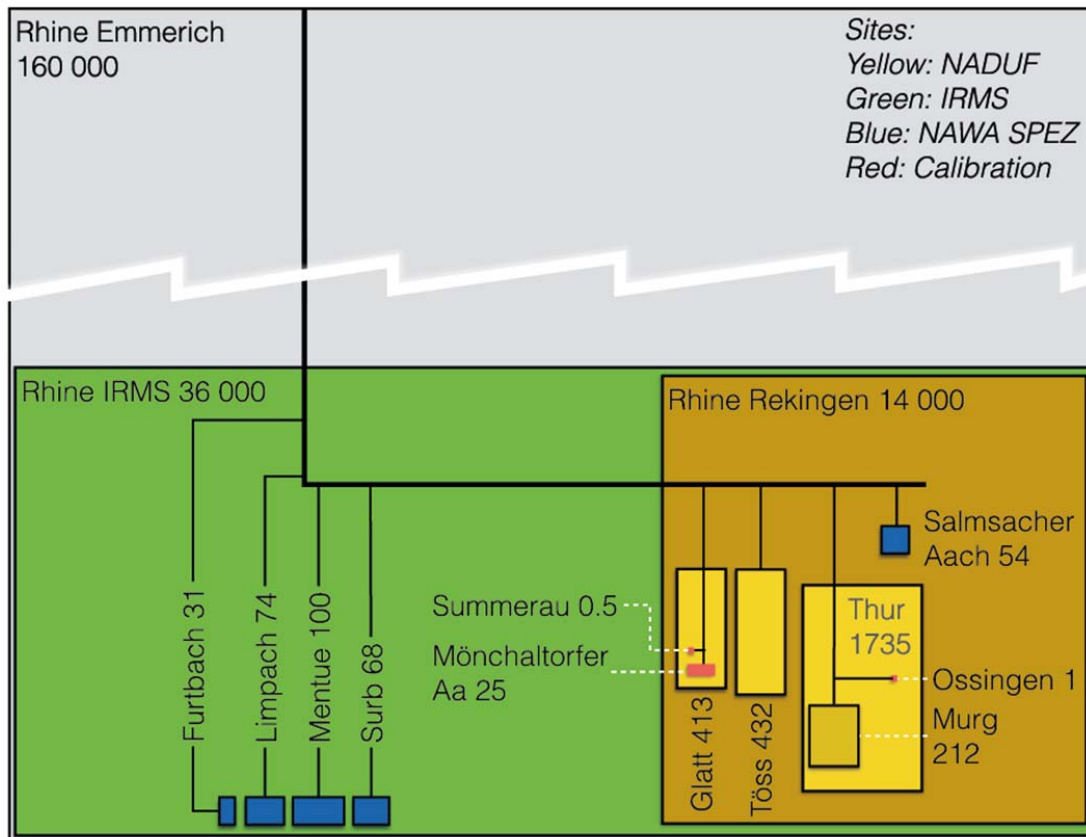 Rhine Emmerich
160 000
Sites:
Yellow: NADUF
Green: IRMS
Blue: NAWA SPEZ
Red: Calibration
Rhine IRMS 36 000
Rhine Rekingen 14 000
Furtbach 31
Limpach 74
Mentue 100
Surb 68
Summerau 0.5
Mönchaltorfer
Aa 25
Glatt 413
Töss 432
Thur
1735
Salmsacher
Aach 54
Ossingen 1
Murg
212